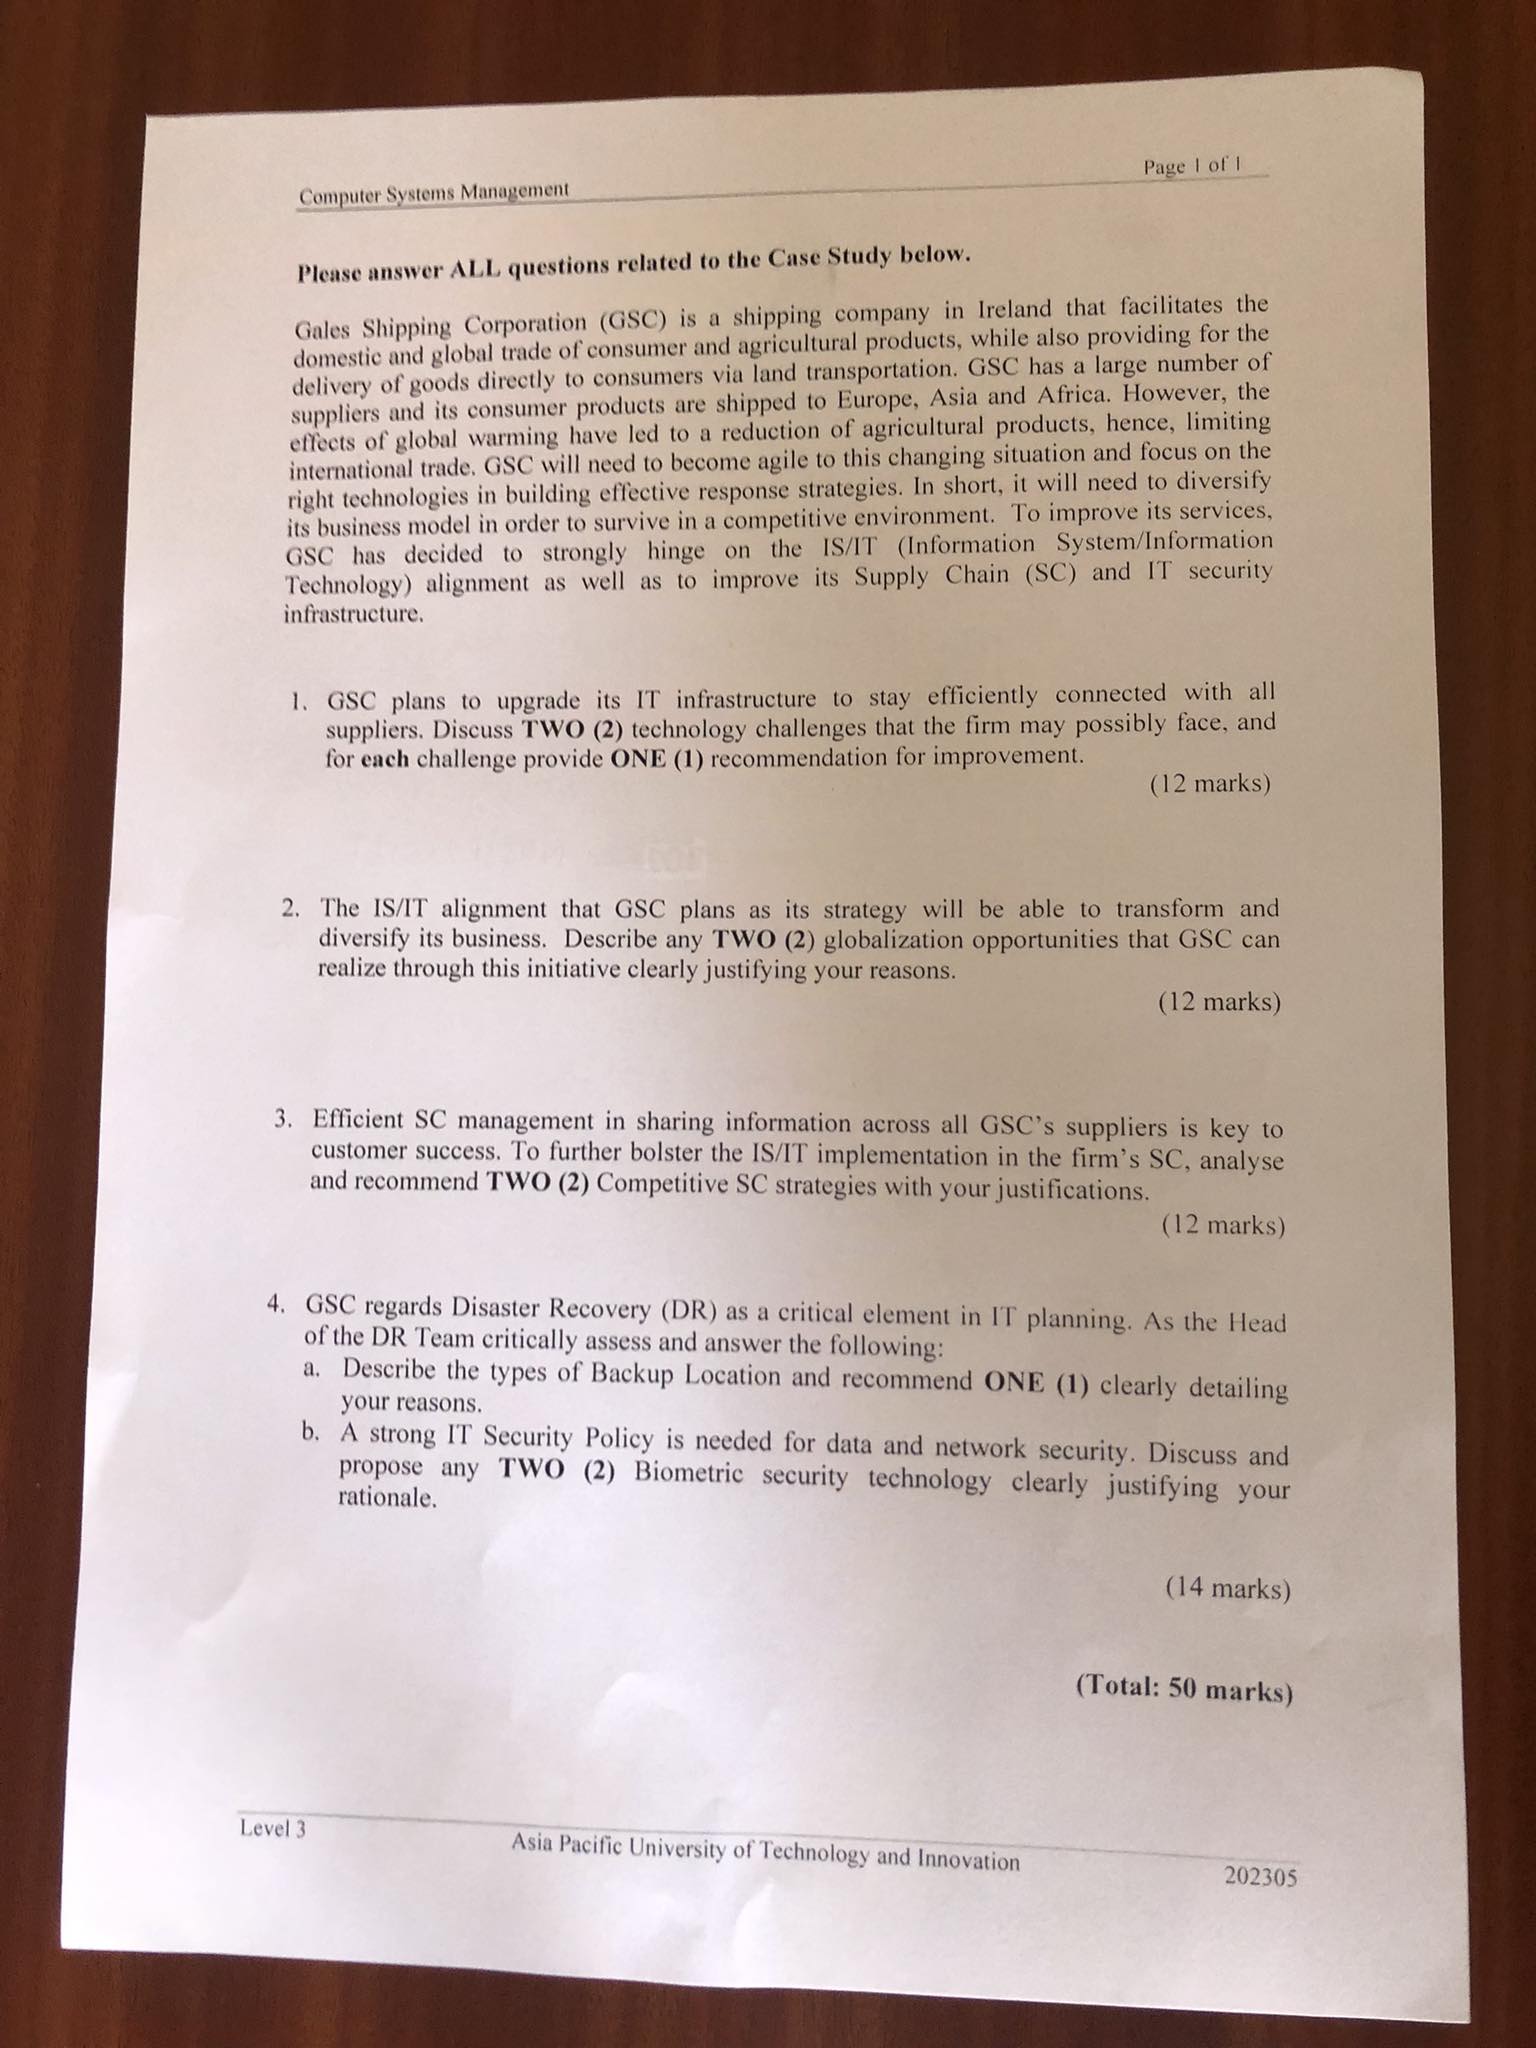 Computer Systems Management
Page 1 of 1
Please answer ALL questions related to the Case Study below.
Gales Shipping Corporation (GSC) is a shipping company in Ireland that facilitates the
domestic and global trade of consumer and agricultural products, while also providing for the
delivery of goods directly to consumers via land transportation. GSC has a large number of
suppliers and its consumer products are shipped to Europe, Asia and Africa. However, the
effects of global warming have led to a reduction of agricultural products, hence, limiting
international trade. GSC will need to become agile to this changing situation and focus on the
right technologies in building effective response strategies. In short, it will need to diversify
its business model in order to survive in a competitive environment. To improve its services,
GSC has decided to strongly hinge on the IS/IT (Information System/Information
Technology) alignment as well as to improve its Supply Chain (SC) and IT security
infrastructure.
1. GSC plans to upgrade its IT infrastructure to stay efficiently connected with all
suppliers. Discuss TWO (2) technology challenges that the firm may possibly face, and
for each challenge provide ONE (1) recommendation for improvement.
(12 marks)
2. The IS/IT alignment that GSC plans as its strategy will be able to transform and
diversify its business. Describe any TWO (2) globalization opportunities that GSC can
realize through this initiative clearly justifying your reasons.
(12 marks)
3. Efficient SC management in sharing information across all GSC's suppliers is key to
customer success. To further bolster the IS/IT implementation in the firm's SC, analyse
and recommend TWO (2) Competitive SC strategies with your justifications.
(12 marks)
4. GSC regards Disaster Recovery (DR) as a critical element in IT planning. As the Head
of the DR Team critically assess and answer the following:
a. Describe the types of Backup Location and recommend ONE (1) clearly detailing
your reasons.
b. A strong IT Security Policy is needed for data and network security. Discuss and
propose any TWO (2) Biometric security technology clearly justifying your
rationale.
(14 marks)
(Total: 50 marks)
Level 3
Asia Pacific University of Technology and Innovation
202305